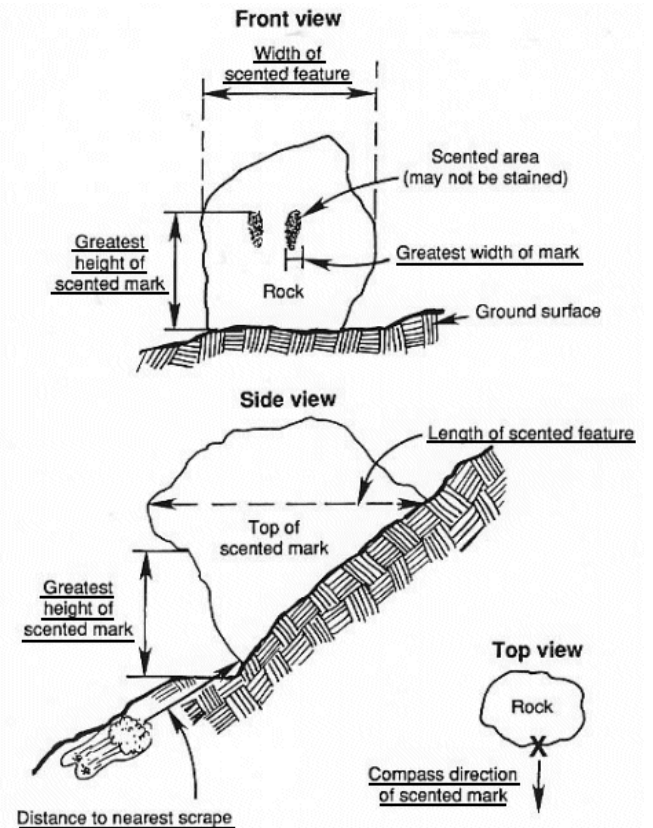 Front view
Width of
scented feature
Scented area
(may not be stained)
Greatest
height of
scented mark
Greatest width of mark
Rock
Ground surface
Side view
Length of scented feature
Top of
scented mark
Greatest
height of
scented mark
Top view
Rock
X
Compass direction
of scented mark
Distance to nearest scrape